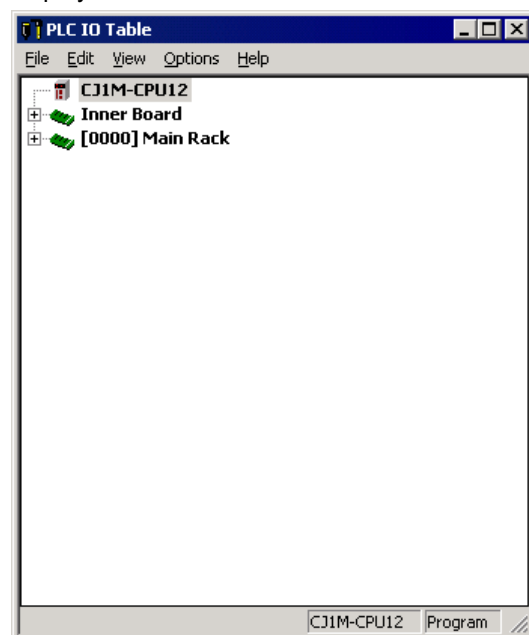 PLC IO Table
File Edit View Options Help
CJ1M-CPU12
Inner Board
[0000] Main Rack
CJ1M-CPU12 Program